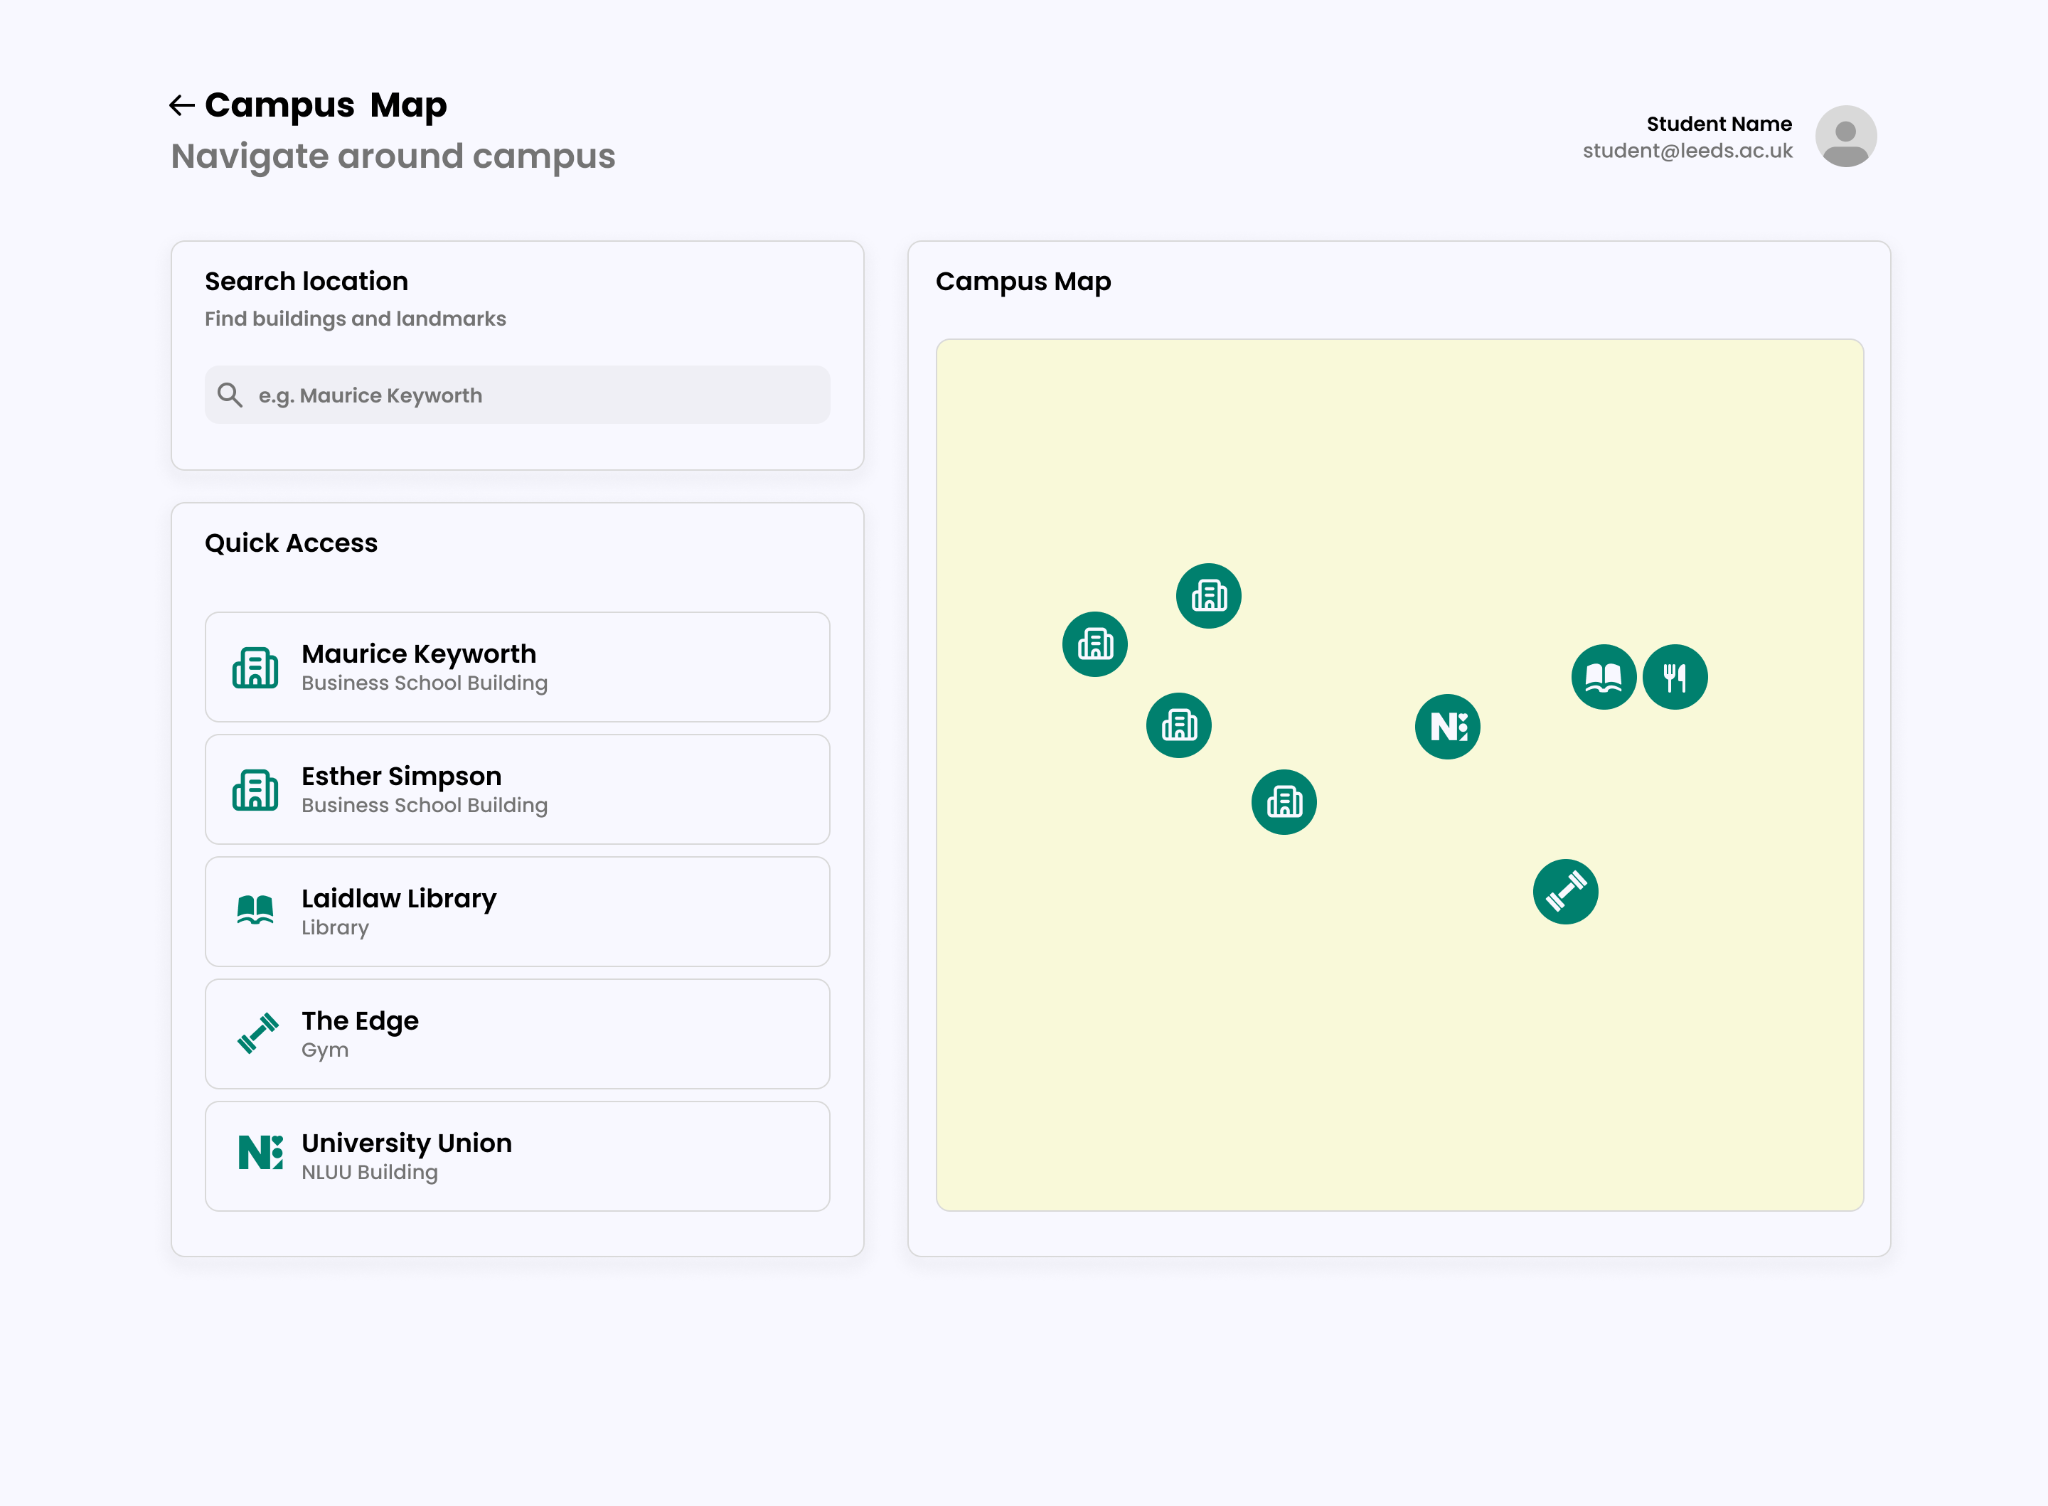 Campus Map
Navigate around campus
Student Name
student@leeds.ac.uk
Search location
Find buildings and landmarks
e.g. Maurice Keyworth
Quick Access
Maurice Keyworth
Business School Building
Esther Simpson
Business School Building
Laidlaw Library
Library
The Edge
Gym
University Union
NLUU Building
Campus Map